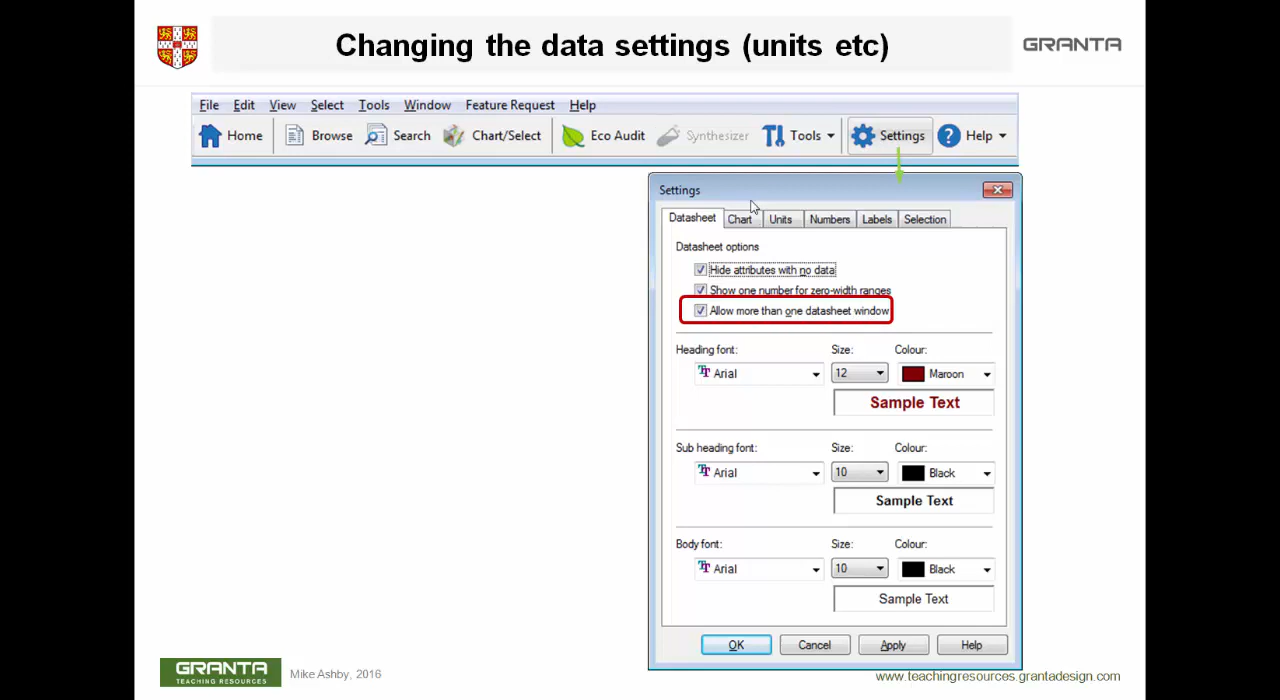 Changing the data settings (units etc)
GRANTA
File Edit View Select Tools Window Feature Request Help
Home Browse Search Chart/Select Eco Audit Synthesizer Tools Settings ? Help
Settings
Datasheet Chart Units Numbers Labels Selection
Datasheet options
Hide attributes with no data
Show one number for zero-width ranges
Allow more than one datasheet window
Heading font: Size: Colour:
Arial 12 Maroon
Sample Text
Sub heading font: Size: Colour:
Arial 10 Black
Sample Text
Body font: Size: Colour:
Arial 10 Black
Sample Text
OK Cancel Apply Help
GRANTA
TEACHING RESOURCES
Mike Ashby, 2016
www.teachingresources.grantadesign.com